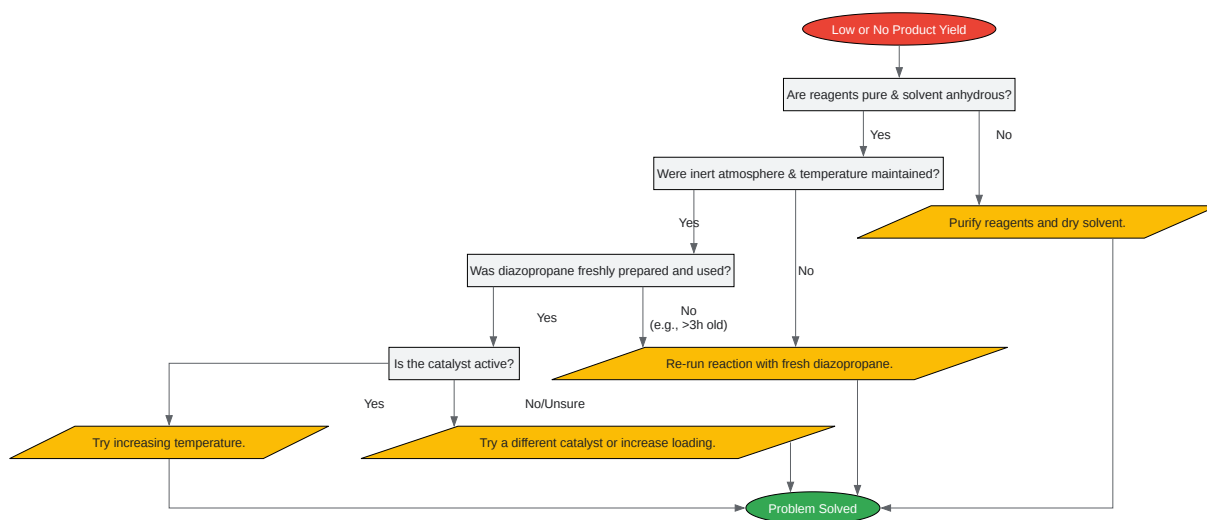 Low or No Product Yield
Are reagents pure & solvent anhydrous?
Yes
No
Were inert atmosphere & temperature maintained?
Yes
No
Purify reagents and dry solvent.
Was diazopropane freshly prepared and used?
Yes
No
(e.g., >3h old)
Is the catalyst active?
Re-run reaction with fresh diazopropane.
Yes
No/Unsure
Try increasing temperature.
Try a different catalyst or increase loading.
Problem Solved